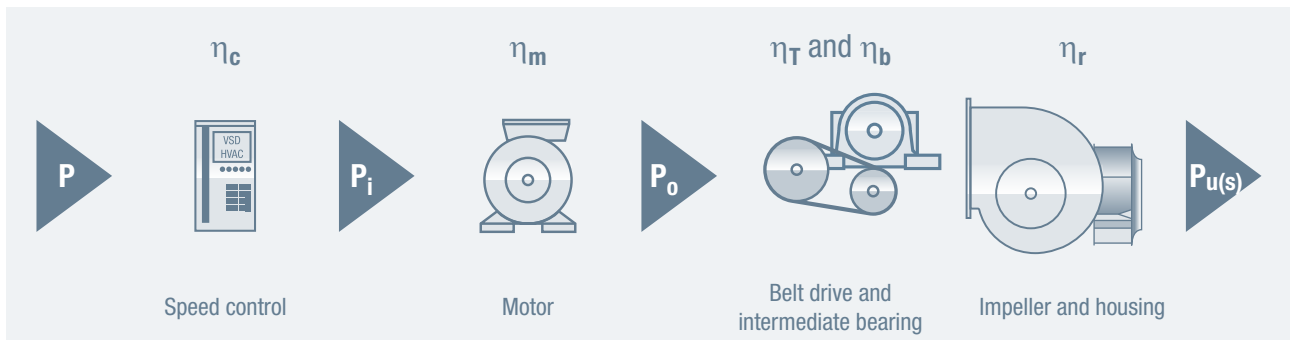 ηc
ηm
ηT and ηb
ηr
P
VSD
HVAC
Pi
Po
Pu(s)
Speed control
Motor
Belt drive and
intermediate bearing
Impeller and housing